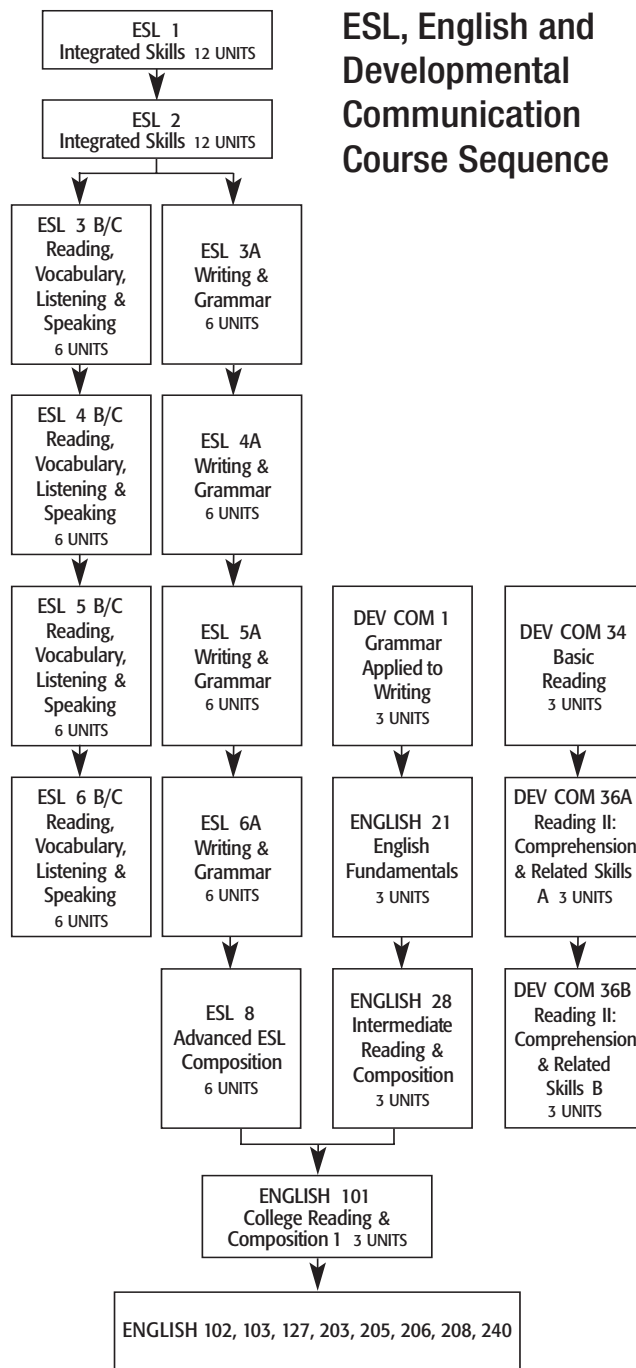 ESL, English and
Developmental
Communication
Course Sequence
ESL 1
Integrated Skills 12 UNITS
ESL 2
Integrated Skills 12 UNITS
ESL 3 B/C
Reading,
Vocabulary,
Listening &
Speaking
6 UNITS
ESL 3A
Writing &
Grammar
6 UNITS
ESL 4 B/C
Reading,
Vocabulary,
Listening &
Speaking
6 UNITS
ESL 4A
Writing &
Grammar
6 UNITS
ESL 5 B/C
Reading,
Vocabulary,
Listening &
Speaking
6 UNITS
ESL 5A
Writing &
Grammar
6 UNITS
DEV COM 1
Grammar
Applied to
Writing
3 UNITS
DEV COM 34
Basic
Reading
3 UNITS
ESL 6 B/C
Reading,
Vocabulary,
Listening &
Speaking
6 UNITS
ESL 6A
Writing &
Grammar
6 UNITS
ENGLISH 21
English
Fundamentals
3 UNITS
DEV COM 36A
Reading II:
Comprehension
& Related Skills
A 3 UNITS
ESL 8
Advanced ESL
Composition
6 UNITS
ENGLISH 28
Intermediate
Reading &
Composition
3 UNITS
DEV COM 36B
Reading II:
Comprehension
& Related
Skills B
3 UNITS
ENGLISH 101
College Reading &
Composition 1 3 UNITS
ENGLISH 102, 103, 127, 203, 205, 206, 208, 240